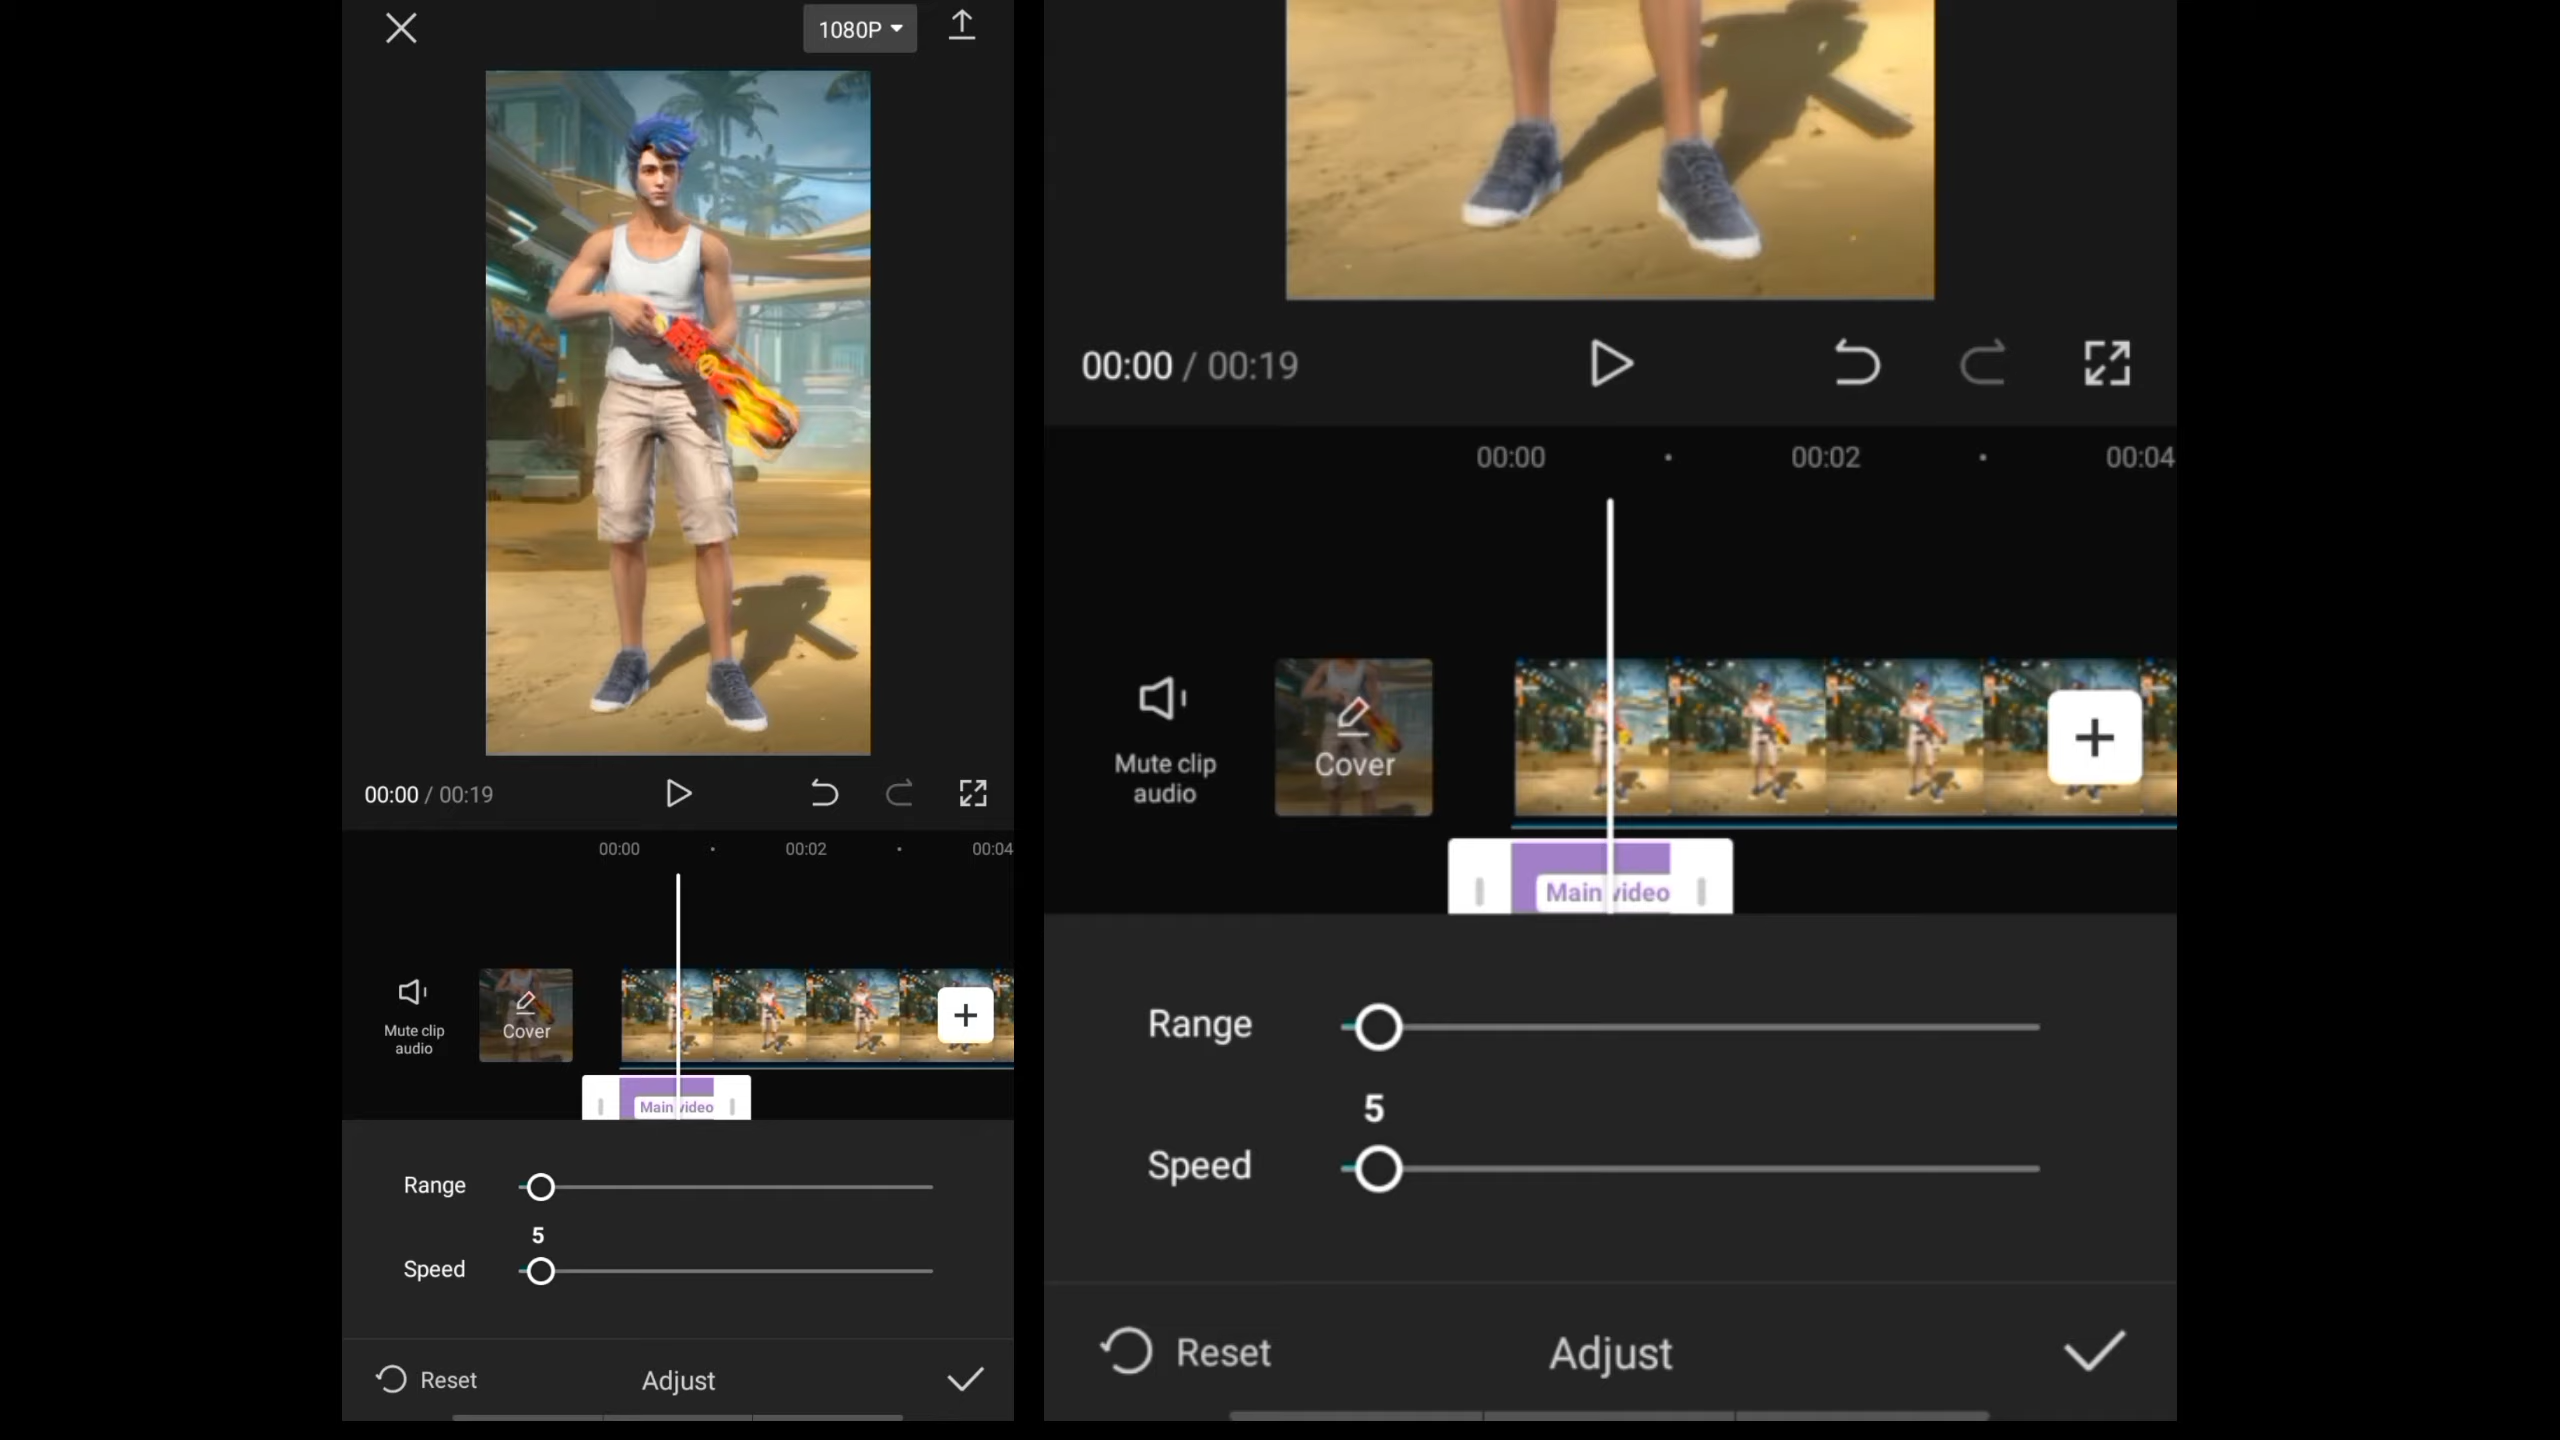 1080P
00:00 / 00:19
00:00 00:02 00:04
Mute clip
audio
Cover
Main video
Range
5
Speed
Reset
Adjust
00:00 / 00:19
00:00 00:02 00:04
Mute clip
audio
Cover
Main video
Range
5
Speed
Reset
Adjust